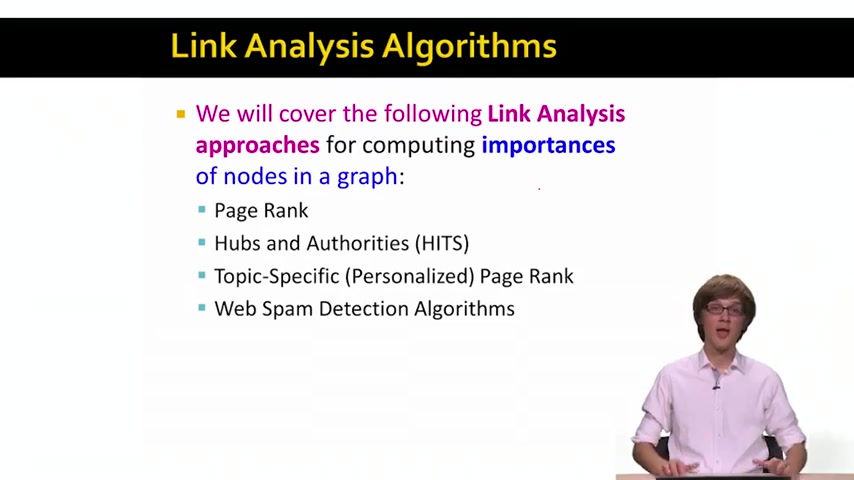 Link Analysis Algorithms
We will cover the following Link Analysis
approaches for computing importances
of nodes in a graph:
Page Rank
Hubs and Authorities (HITS)
Topic-Specific (Personalized) Page Rank
Web Spam Detection Algorithms